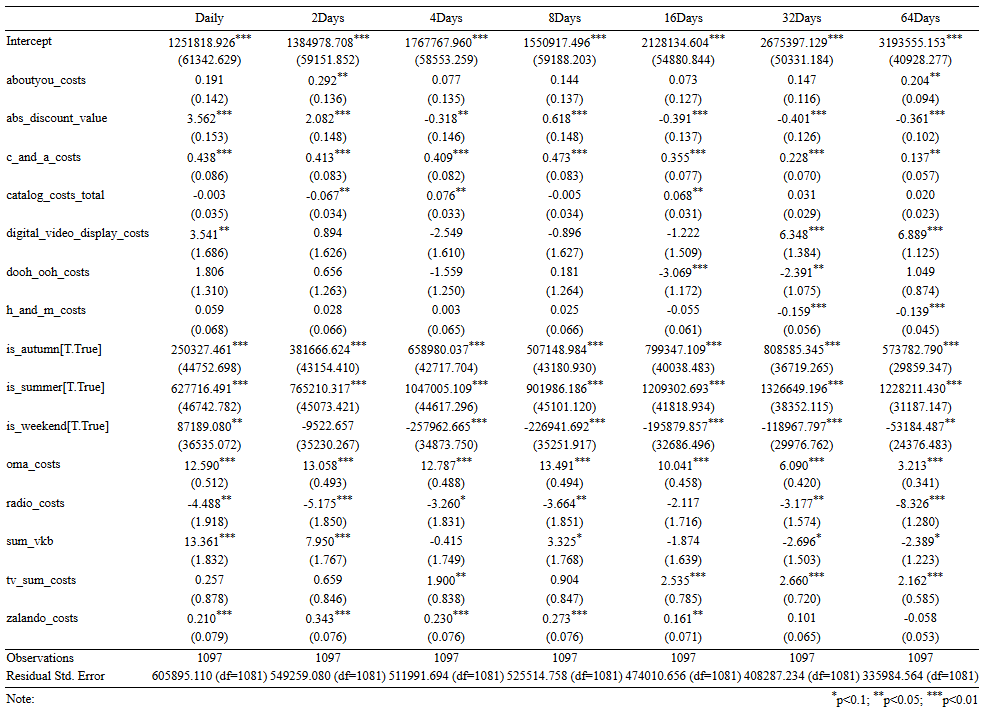 Daily 2Days 4Days 8Days 16Days 32Days 64Days
Intercept 1251818.926*** 1384978.708*** 1767767.960*** 1550917.496*** 2128134.604*** 2675397.129*** 3193555.153***
(61342.629) (59151.852) (58553.259) (59188.203) (54880.844) (50331.184) (40928.277)
aboutyou_costs 0.191 0.292** 0.077 0.144 0.073 0.147 0.204**
(0.142) (0.136) (0.135) (0.137) (0.127) (0.116) (0.094)
abs_discount_value 3.562*** 2.082*** -0.318** 0.618*** -0.391*** -0.401*** -0.361***
(0.153) (0.148) (0.146) (0.148) (0.137) (0.126) (0.102)
c_and_a_costs 0.438*** 0.413*** 0.409*** 0.473*** 0.355*** 0.228*** 0.137**
(0.086) (0.083) (0.082) (0.083) (0.077) (0.070) (0.057)
catalog_costs_total -0.003 -0.067** 0.076** -0.005 0.068** 0.031 0.020
(0.035) (0.034) (0.033) (0.034) (0.031) (0.029) (0.023)
digital_video_display_costs 3.541** 0.894 -2.549 -0.896 -1.222 6.348*** 6.889***
(1.686) (1.626) (1.610) (1.627) (1.509) (1.384) (1.125)
dooh_ooh_costs 1.806 0.656 -1.559 0.181 -3.069*** -2.391** 1.049
(1.310) (1.263) (1.250) (1.264) (1.172) (1.075) (0.874)
h_and_m_costs 0.059 0.028 0.003 0.025 -0.055 -0.159*** -0.139***
(0.068) (0.066) (0.065) (0.066) (0.061) (0.056) (0.045)
is_autumn[T.True] 250327.461*** 381666.624*** 658980.037*** 507148.984*** 799347.109*** 808585.345*** 573782.790***
(44752.698) (43154.410) (42717.704) (43180.930) (40038.483) (36719.265) (29859.347)
is_summer[T.True] 627716.491*** 765210.317*** 1047005.109*** 901986.186*** 1209302.693*** 1326649.196*** 1228211.430***
(46742.782) (45073.421) (44617.296) (45101.120) (41818.934) (38352.115) (31187.147)
is_weekend[T.True] 87189.080** -9522.657 -257962.665*** -226941.692*** -195879.857*** -118967.797*** -53184.487**
(36535.072) (35230.267) (34873.750) (35251.917) (32686.496) (29976.762) (24376.483)
oma_costs 12.590*** 13.058*** 12.787*** 13.491*** 10.041*** 6.090*** 3.213***
(0.512) (0.493) (0.488) (0.494) (0.458) (0.420) (0.341)
radio_costs -4.488** -5.175*** -3.260* -3.664** -2.117 -3.177** -8.326***
(1.918) (1.850) (1.831) (1.851) (1.716) (1.574) (1.280)
sum_vkb 13.361*** 7.950*** -0.415 3.325* -1.874 -2.696* -2.389*
(1.832) (1.767) (1.749) (1.768) (1.639) (1.503) (1.223)
tv_sum_costs 0.257 0.659 1.900** 0.904 2.535*** 2.660*** 2.162***
(0.878) (0.846) (0.838) (0.847) (0.785) (0.720) (0.585)
zalando_costs 0.210*** 0.343*** 0.230*** 0.273*** 0.161** 0.101 -0.058
(0.079) (0.076) (0.076) (0.076) (0.071) (0.065) (0.053)
Observations 1097 1097 1097 1097 1097 1097 1097
Residual Std. Error 605895.110 (df=1081) 549259.080 (df=1081) 511991.694 (df=1081) 525514.758 (df=1081) 474010.656 (df=1081) 408287.234 (df=1081) 335984.564 (df=1081)
Note: *p<0.1; **p<0.05; ***p<0.01